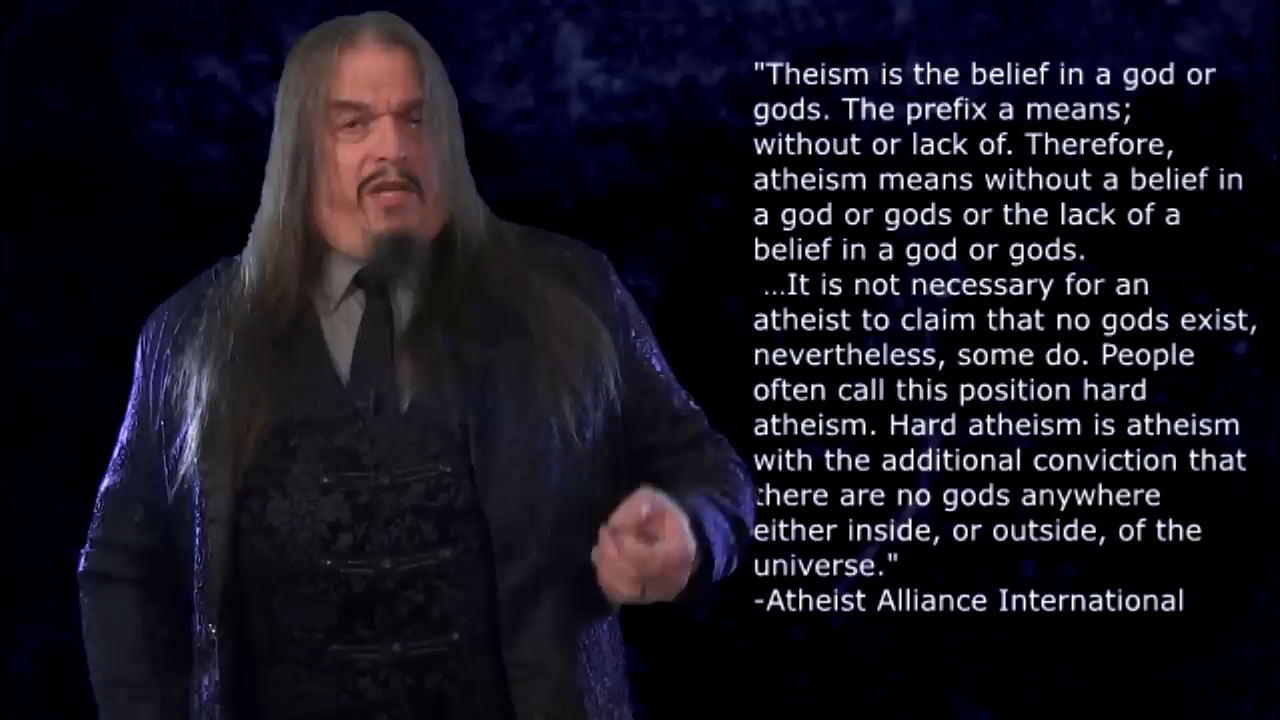 "Theism is the belief in a god or
gods. The prefix a means;
without or lack of. Therefore,
atheism means without a belief in
a god or gods or the lack of a
belief in a god or gods.
...It is not necessary for an
atheist to claim that no gods exist,
nevertheless, some do. People
often call this position hard
atheism. Hard atheism is atheism
with the additional conviction that
there are no gods anywhere
either inside, or outside, of the
universe."
-Atheist Alliance International